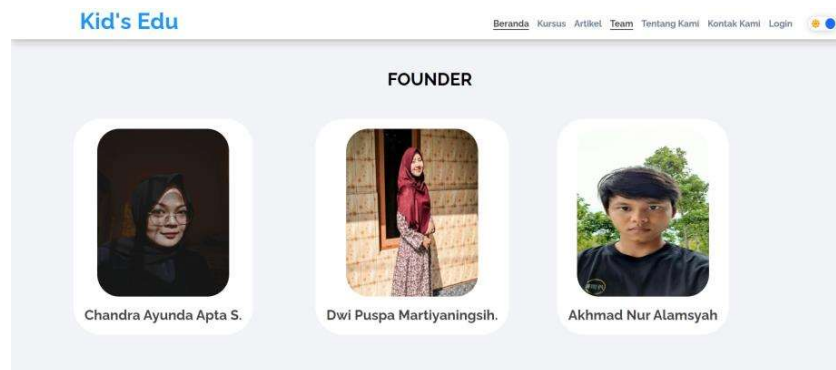 Kid's Edu
Beranda Kursus Artikel Team Tentang Kami Kontak Kami Login
FOUNDER
Chandra Ayunda Apta S.
Dwi Puspa Martiyaningsih.
Akhmad Nur Alamsyah